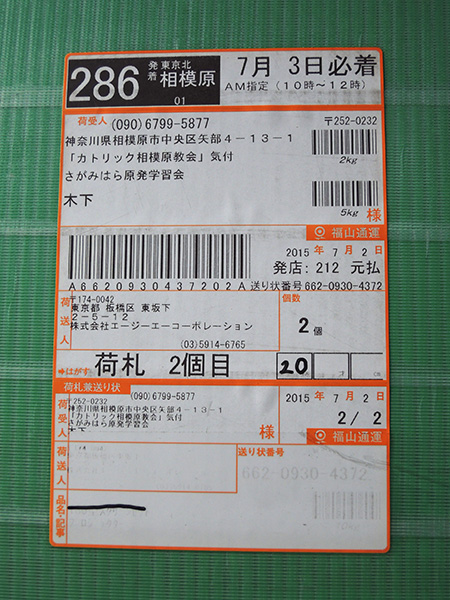 286
発 東京北
着 相模原
01
7月 3日必着
AM指定(10時〜12時)
荷受人
(090)6799-5877
〒252-0232
神奈川県相模原市中央区矢部4-13-1
「カトリック相模原教会」気付
さがみはら原発学習会
木下
2kg
5kg
様
福山通運
A662093043720 2A
2015 年 7月 2日
発店:212 元払
送り状番号 662-0930-4372
荷送人
〒174-0042
東京都 板橋区 東坂下
2-5-12
株式会社エージーエーコーポレーション
(03)5914-6765
個数
2 個
はがす
荷札 2個目
20
荷札兼送り状
荷受人
(090)6799-5877
〒252-0232
神奈川県相模原市中央区矢部4-13-1
「カトリック相模原教会」気付
さがみはら原発学習会
木下
様
2015 年 7月 2日
2/ 2
福山通運
荷送人
送り状番号
662-0930-4372
品名・記事
10kg